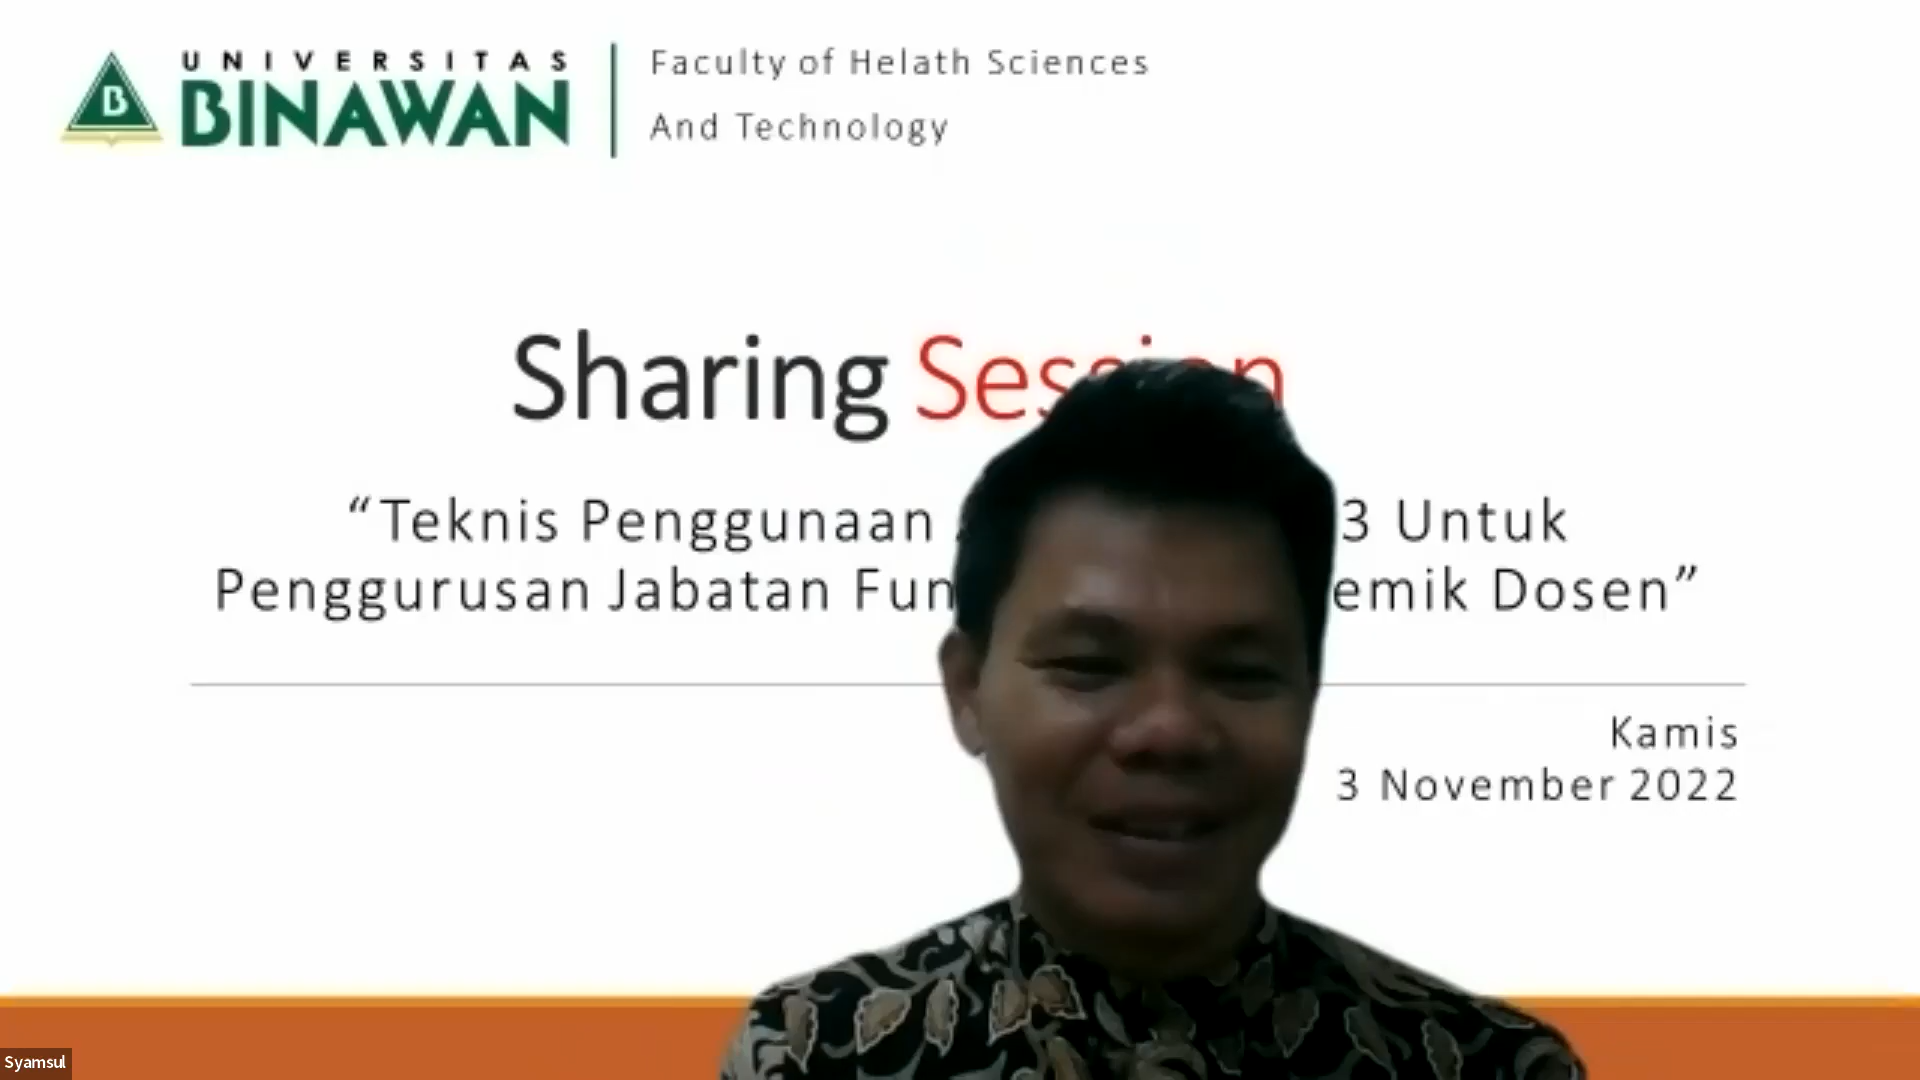 UNIVERSITAS
BINAWAN
Faculty of Helath Sciences
And Technology
Sharing
"Teknis Penggunaan 3 Untuk
Penggurusan Jabatan Dosen"
Kamis
3 November 2022
Syamsul